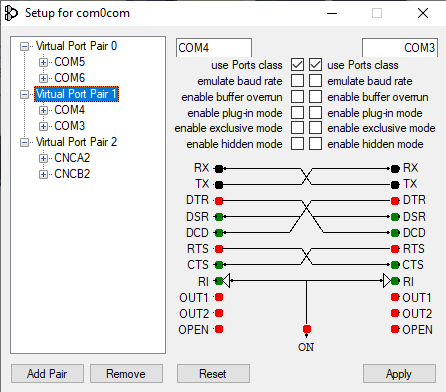 Setup for com0com
Virtual Port Pair 0
COM5
COM6
Virtual Port Pair 1
COM4
COM3
Virtual Port Pair 2
CNCA2
CNCB2
COM4 COM3
use Ports class use Ports class
emulate baud rate emulate baud rate
enable buffer overrun enable buffer overrun
enable plug-in mode enable plug-in mode
enable exclusive mode enable exclusive mode
enable hidden mode enable hidden mode
RX RX
TX TX
DTR DTR
DSR DSR
DCD DCD
RTS RTS
CTS CTS
RI RI
OUT1 OUT1
OUT2 OUT2
OPEN OPEN
ON
Add Pair Remove Reset Apply